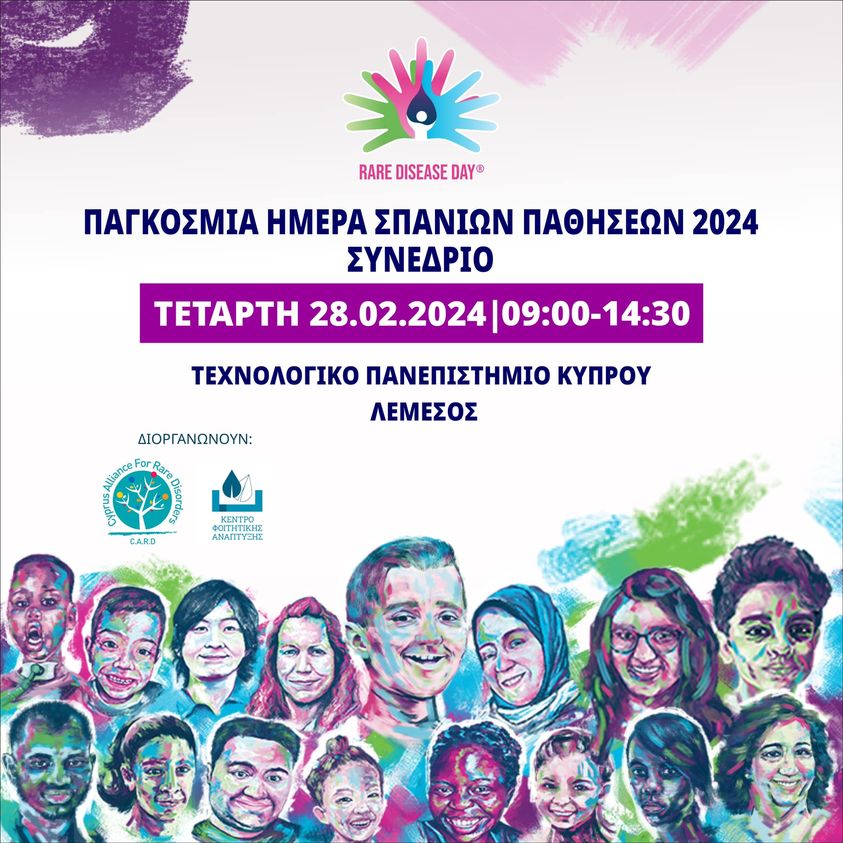 RARE DISEASE DAY®
ΠΑΓΚΟΣΜΙΑ ΗΜΕΡΑ ΣΠΑΝΙΩΝ ΠΑΘΗΣΕΩΝ 2024
ΣΥΝΕΔΡΙΟ
ΤΕΤΑΡΤΗ 28.02.2024|09:00-14:30
ΤΕΧΝΟΛΟΓΙΚΟ ΠΑΝΕΠΙΣΤΗΜΙΟ ΚΥΠΡΟΥ
ΛΕΜΕΣΟΣ
ΔΙΟΡΓΑΝΩΝΟΥΝ:
Cyprus Alliance For Rare Disorders
C.A.R.D
ΚΕΝΤΡΟ
ΦΟΙΤΗΤΙΚΗΣ
ΑΝΑΠΤΥΞΗΣ